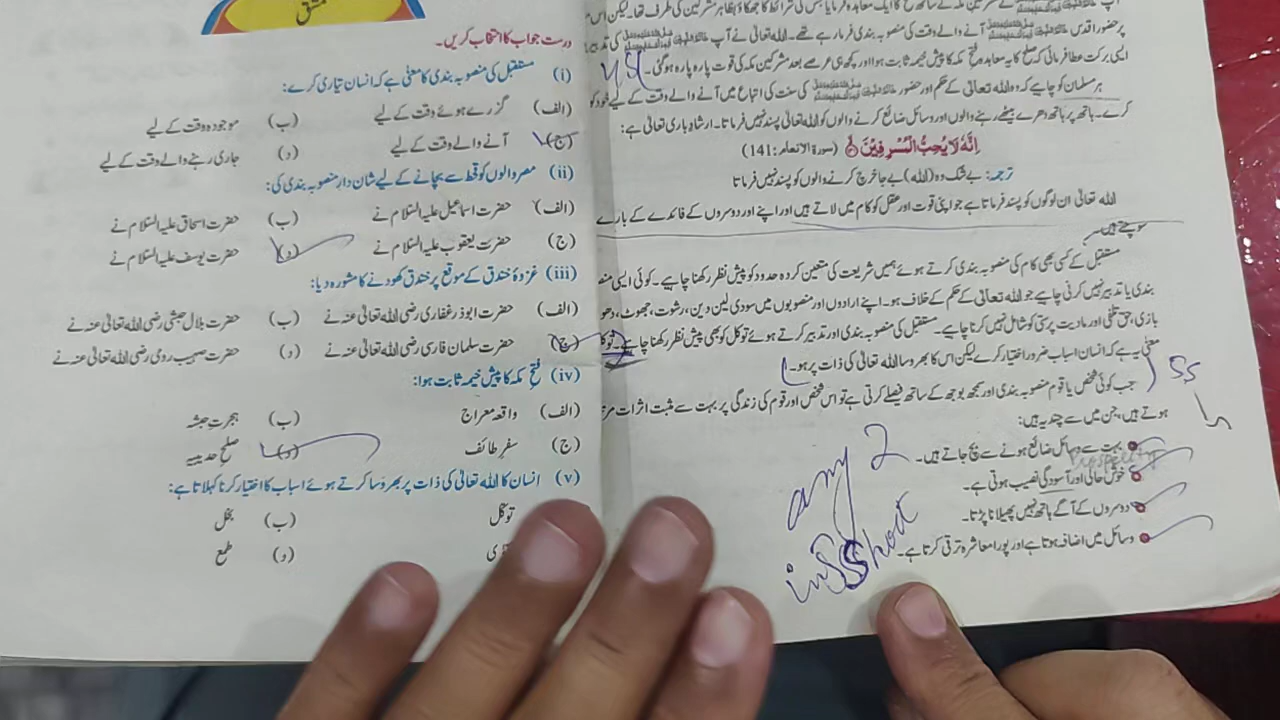 پر حضور اقدس آنے والے وقت کی منصوبہ بندی فرما رہے تھے۔ اللہ تعالیٰ نے آپ کی
ایسی برکت عطا فرمائی کہ صلح کا یہ معاہدہ فتح مکہ کا پیش خیمہ ثابت ہوا اور کچھ ہی عرصے بعد مشرکین مکہ کی قوت پارہ پارہ ہوگئی۔
ہر مسلمان کو چاہیے کہ وہ اللہ تعالیٰ کے حکم اور حضور کی سنت کی اتباع میں آنے والے وقت کے لیے خود کو
کرے۔ ہاتھ پر ہاتھ دھرے بیٹھے رہنے والوں اور وسائل ضائع کرنے والوں کو اللہ تعالیٰ پسند نہیں فرماتا۔ ارشاد باری تعالیٰ ہے:
اِنَّهٗ لَا یُحِبُّ الْمُسْرِفِیْنَ (سورۃ الانعام: 141)
ترجمہ: بے شک وہ (اللہ) بے جا خرچ کرنے والوں کو پسند نہیں فرماتا
اللہ تعالیٰ ان لوگوں کو پسند فرماتا ہے جو اپنی قوت اور عقل کو کام میں لاتے ہیں اور اپنے اور دوسروں کے فائدے کے بارے
سوچتے ہیں۔
مستقبل کے کسی بھی کام کی منصوبہ بندی کرتے ہوئے ہمیں شریعت کی متعین کردہ حدود کو پیش نظر رکھنا چاہیے۔ کوئی ایسی
بندی یا تدبیر نہیں کرنی چاہیے جو اللہ تعالیٰ کے حکم کے خلاف ہو۔ اپنے ارادوں اور منصوبوں میں سودی لین دین، رشوت، جھوٹ،
بازی، حق تلفی اور مادیت پرستی کو شامل نہیں کرنا چاہیے۔ مستقبل کی منصوبہ بندی اور تدبیر کرتے ہوئے توکل کو بھی پیش نظر رکھنا چاہیے۔
معنی یہ ہے کہ انسان اسباب ضرور اختیار کرے لیکن اس کا بھروسا اللہ تعالیٰ کی ذات پر ہو۔
جب کوئی شخص یا قوم منصوبہ بندی اور سمجھ بوجھ کے ساتھ فیصلے کرتی ہے تو اس شخص اور قوم کی زندگی پر بہت سے مثبت اثرات
ہوتے ہیں، جن میں سے چند یہ ہیں:
بہت سے وسائل ضائع ہونے سے بچ جاتے ہیں۔
خوش حالی اور آسودگی نصیب ہوتی ہے۔
دوسروں کے آگے ہاتھ نہیں پھیلانا پڑتا۔
وسائل میں اضافہ ہوتا ہے اور پورا معاشرہ ترقی کرتا ہے۔
any 2
in
مشق
درست جواب کا انتخاب کریں۔
(i) مستقبل کی منصوبہ بندی کا معنی ہے کہ انسان تیاری کرے:
(الف) گزرے ہوئے وقت کے لیے (ب) موجودہ وقت کے لیے
(ج) آنے والے وقت کے لیے (د) جاری رہنے والے وقت کے لیے
(ii) مصر والوں کو قحط سے بچانے کے لیے شان دار منصوبہ بندی کی:
(الف) حضرت اسماعیل علیہ السلام نے (ب) حضرت اسحاق علیہ السلام نے
(ج) حضرت یعقوب علیہ السلام نے (د) حضرت یوسف علیہ السلام نے
(iii) غزوۂ خندق کے موقع پر خندق کھودنے کا مشورہ دیا:
(الف) حضرت ابوذر غفاری رضی اللہ تعالیٰ عنہ نے (ب) حضرت بلال حبشی رضی اللہ تعالیٰ عنہ نے
(ج) حضرت سلمان فارسی رضی اللہ تعالیٰ عنہ نے (د) حضرت صہیب رومی رضی اللہ تعالیٰ عنہ نے
(iv) فتح مکہ کا پیش خیمہ ثابت ہوا:
(الف) واقعہ معراج (ب) ہجرت حبشہ
(ج) سفر طائف (د) صلح حدیبیہ
(v) انسان کا اللہ تعالیٰ کی ذات پر بھروسا کرتے ہوئے اسباب کا اختیار کرنا کہلاتا ہے:
توکل (ب) بخل
(د) طمع